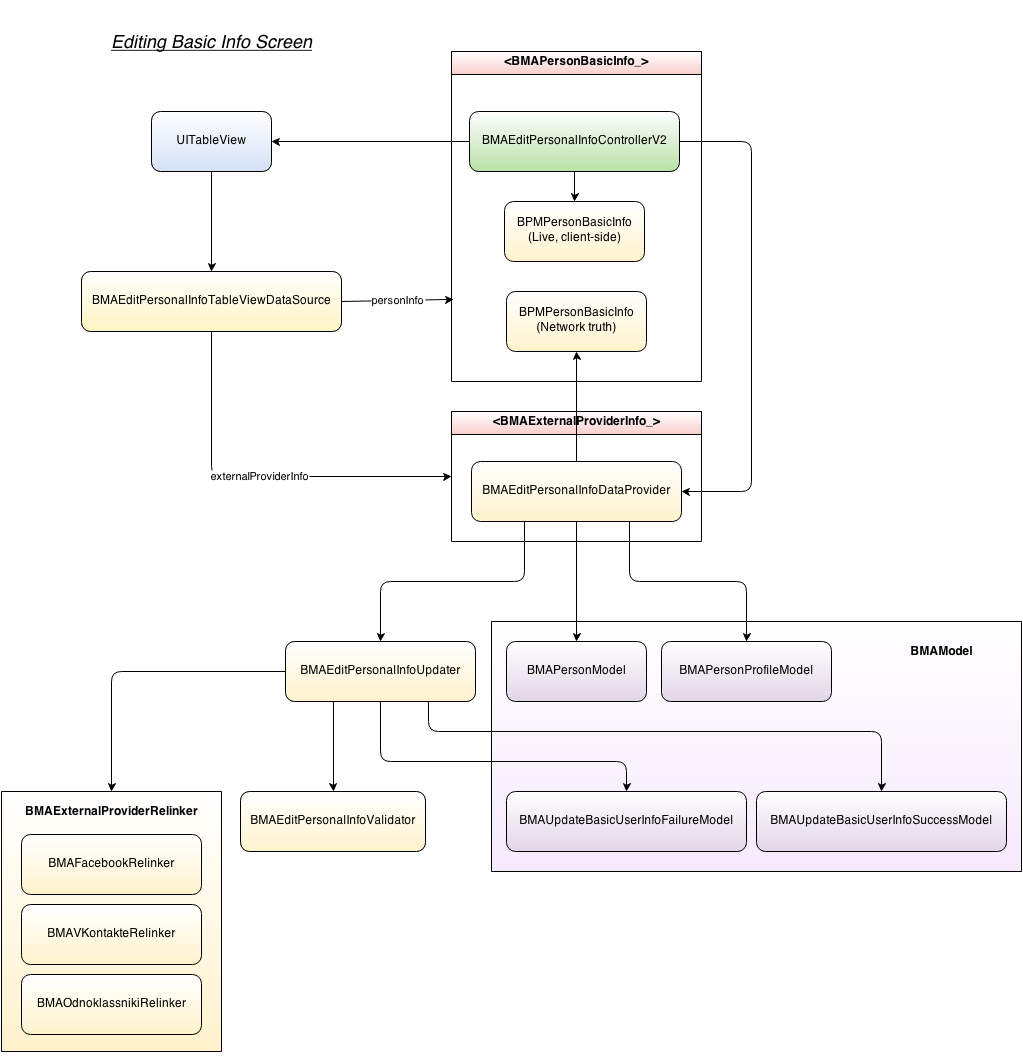 Editing Basic Info Screen
<BMAPersonBasicInfo_>
UITableView
BMAEditPersonalInfoControllerV2
BPMPersonBasicInfo
(Live, client-side)
BMAEditPersonalInfoTableViewDataSource
personInfo
BPMPersonBasicInfo
(Network truth)
<BMAExternalProviderInfo_>
externalProviderInfo
BMAEditPersonalInfoDataProvider
BMAModel
BMAEditPersonalInfoUpdater
BMAPersonModel
BMAPersonProfileModel
BMAExternalProviderRelinker
BMAEditPersonalInfoValidator
BMAUpdateBasicUserInfoFailureModel
BMAUpdateBasicUserInfoSuccessModel
BMAFacebookRelinker
BMAVKontakteRelinker
BMAOdnoklassnikiRelinker